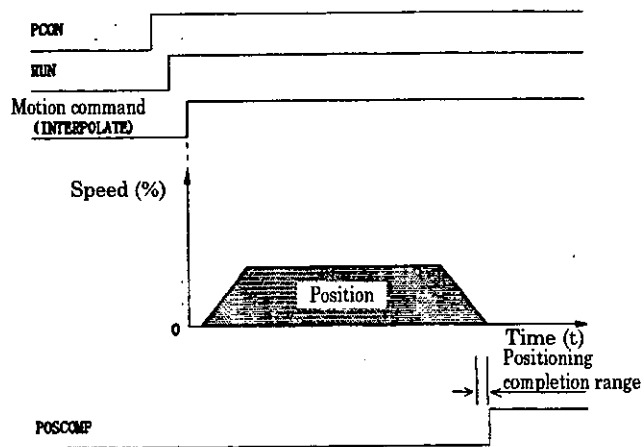 PCON
RUN
Motion command
(INTERPOLATE)
Speed (%)
Position
0
Time (t)
Positioning
completion range
POSCOMP